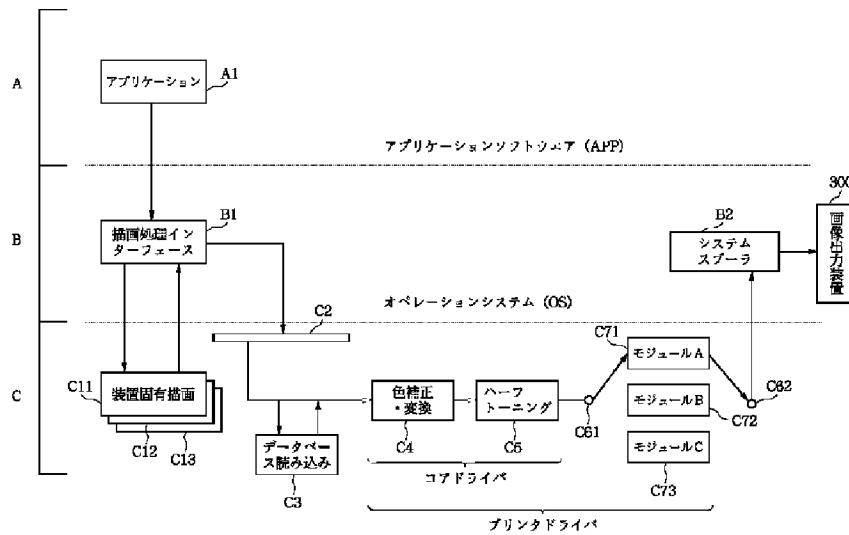 A
アプリケーション
A1
アプリケーションソフトウェア (APP)
B
描画処理イン
ターフェース
B1
システム
スプーラ
B2
画像出力装置
300
オペレーションシステム (OS)
C
装置固有描画
C11
C12
C13
C2
データベー
ス読み込み
C3
色補正
・変換
C4
ハーフ
トーニング
C5
C61
C71
モジュールA
モジュールB
C72
モジュールC
C73
C62
コアドライバ
プリンタドライバ